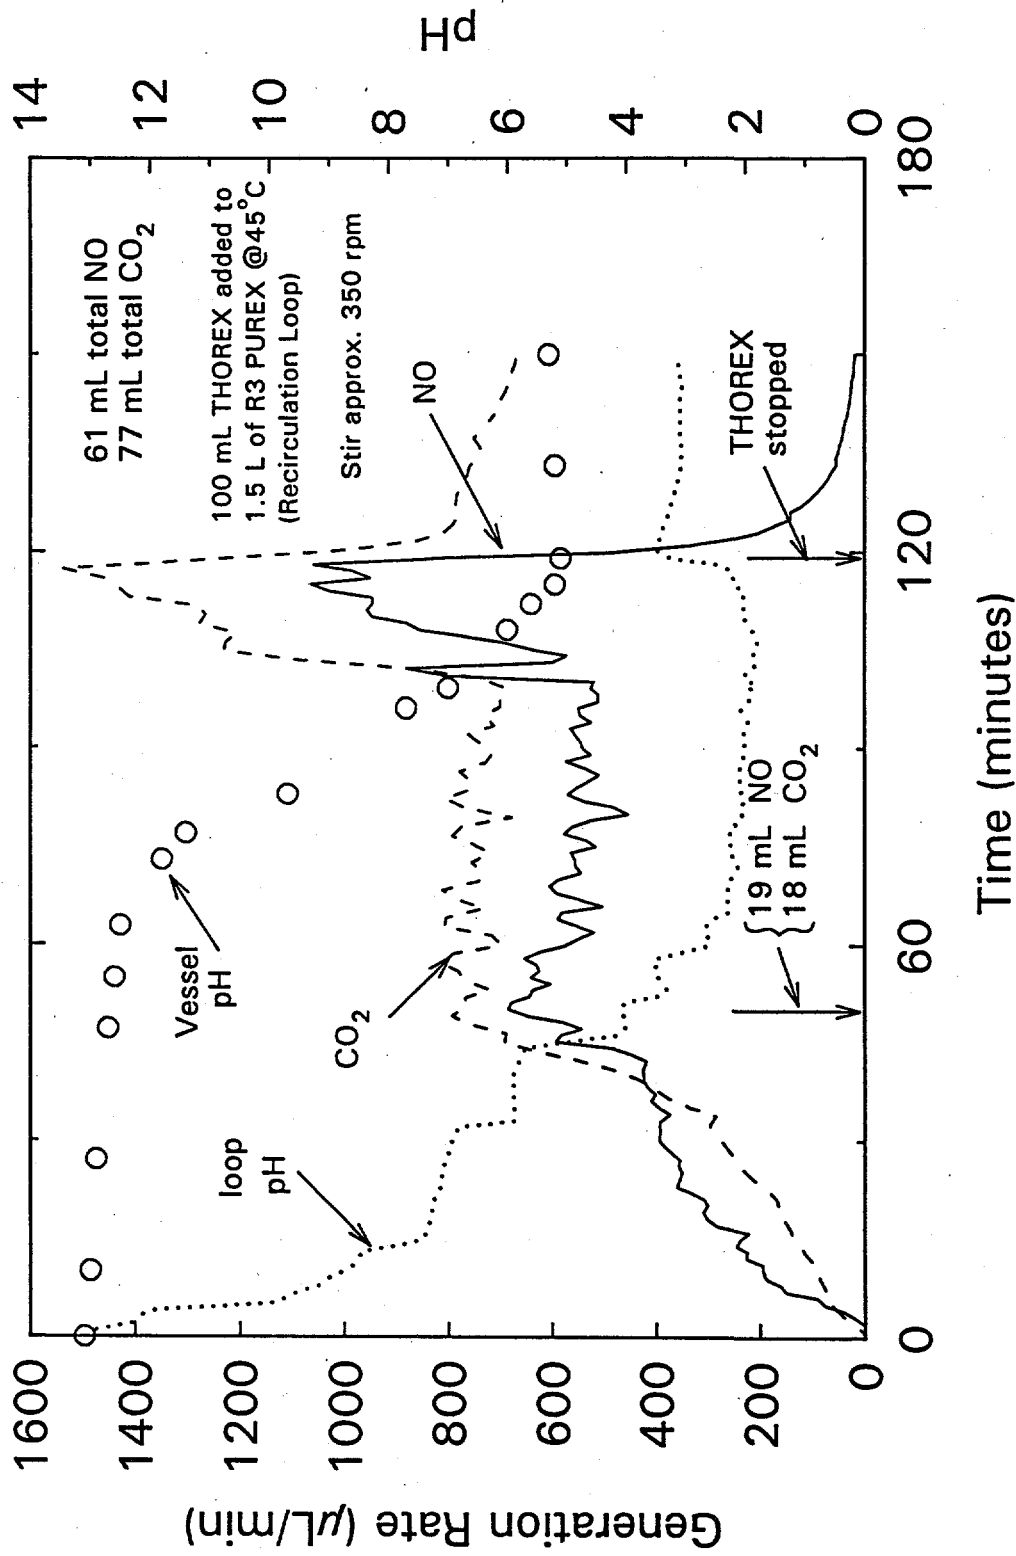 61 mL total NO
77 mL total CO₂
100 mL THOREX added to
1.5 L of R3 PUREX @45°C
(Recirculation Loop)
Stir approx. 350 rpm
Vessel
pH
loop
pH
CO₂
NO
THOREX
stopped
19 mL NO
18 mL CO₂
Generation Rate (μL/min)
1600
1400
1200
1000
800
600
400
200
0
pH
14
12
10
8
6
4
2
0
0
60
120
180
Time (minutes)